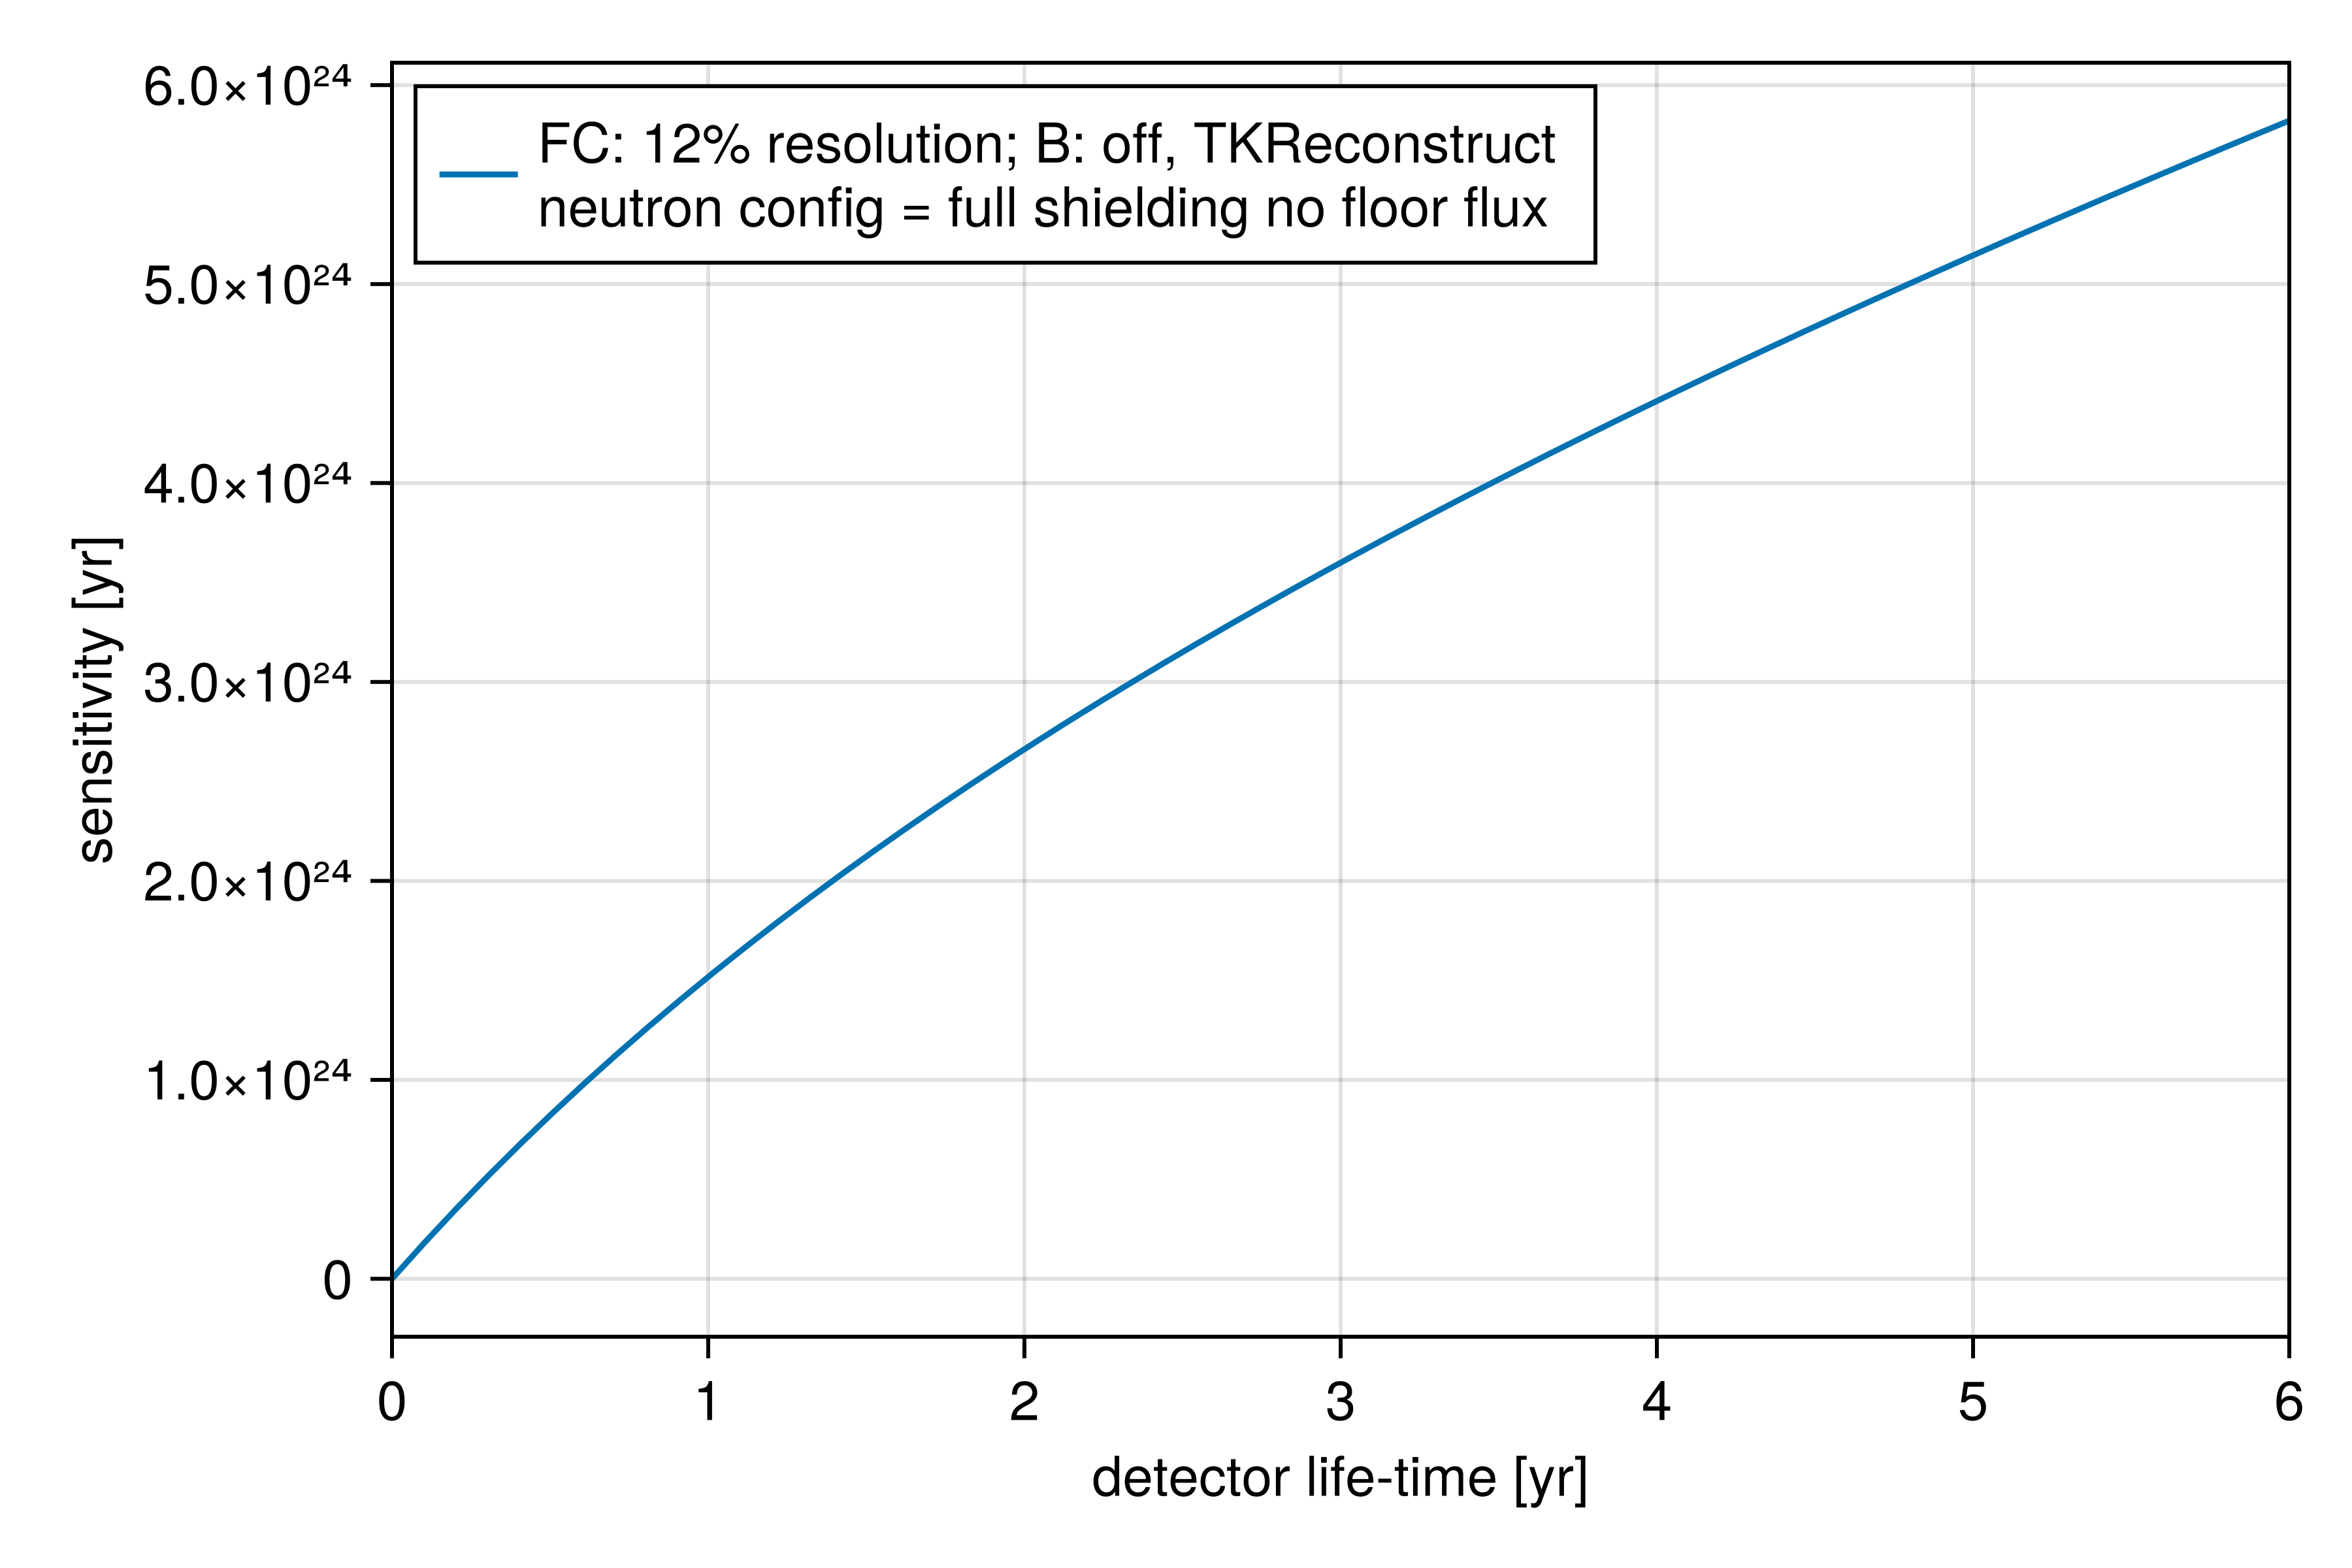 6.0×10²⁴
5.0×10²⁴
4.0×10²⁴
3.0×10²⁴
2.0×10²⁴
1.0×10²⁴
0
sensitivity [yr]
FC: 12% resolution; B: off, TKReconstruct
neutron config = full shielding no floor flux
0 1 2 3 4 5 6
detector life-time [yr]